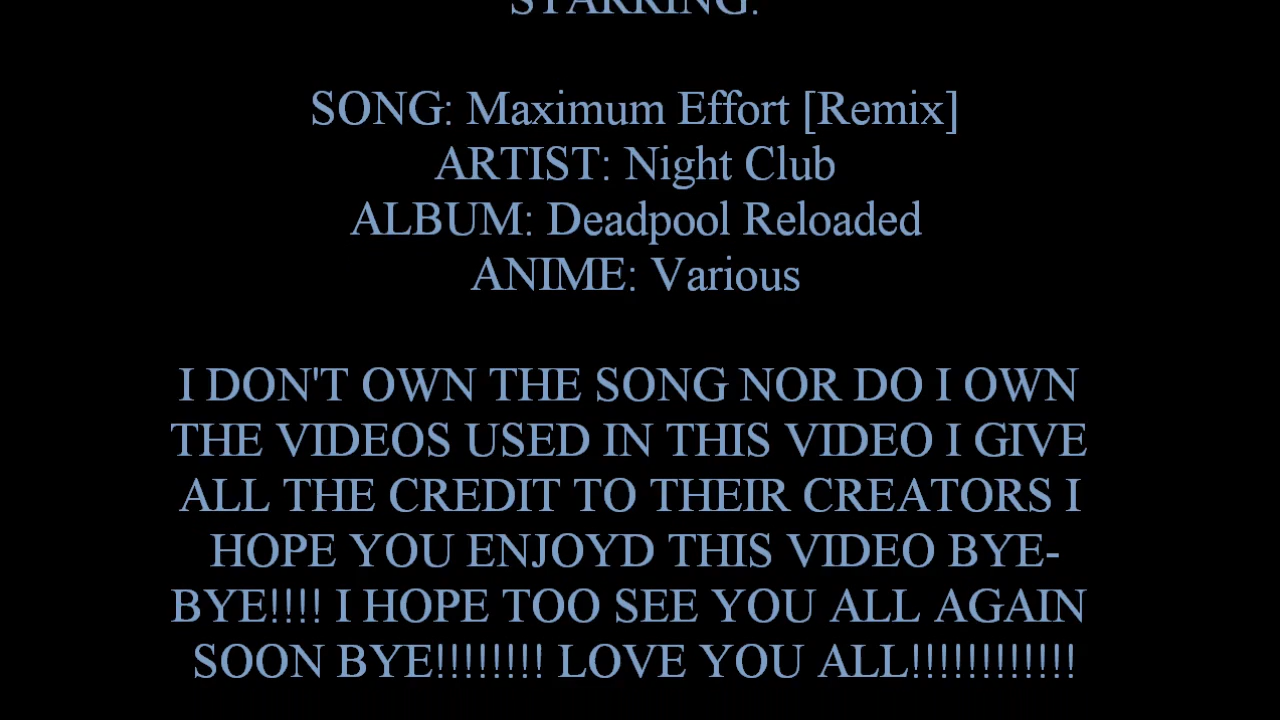 STARRING:
SONG: Maximum Effort [Remix]
ARTIST: Night Club
ALBUM: Deadpool Reloaded
ANIME: Various
I DON'T OWN THE SONG NOR DO I OWN
THE VIDEOS USED IN THIS VIDEO I GIVE
ALL THE CREDIT TO THEIR CREATORS I
HOPE YOU ENJOYD THIS VIDEO BYE-
BYE!!!! I HOPE TOO SEE YOU ALL AGAIN
SOON BYE!!!!!!!! LOVE YOU ALL!!!!!!!!!!!!